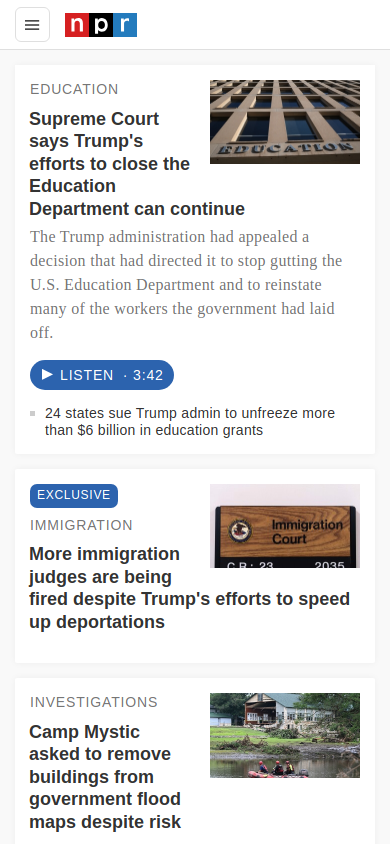 npr
EDUCATION
Supreme Court
says Trump's
efforts to close the
Education
Department can continue
EDUCATION
The Trump administration had appealed a
decision that had directed it to stop gutting the
U.S. Education Department and to reinstate
many of the workers the government had laid
off.
LISTEN · 3:42
24 states sue Trump admin to unfreeze more
than $6 billion in education grants
EXCLUSIVE
IMMIGRATION
More immigration
judges are being
fired despite Trump's efforts to speed
up deportations
Immigration
Court
CR: 23 2035
INVESTIGATIONS
Camp Mystic
asked to remove
buildings from
government flood
maps despite risk